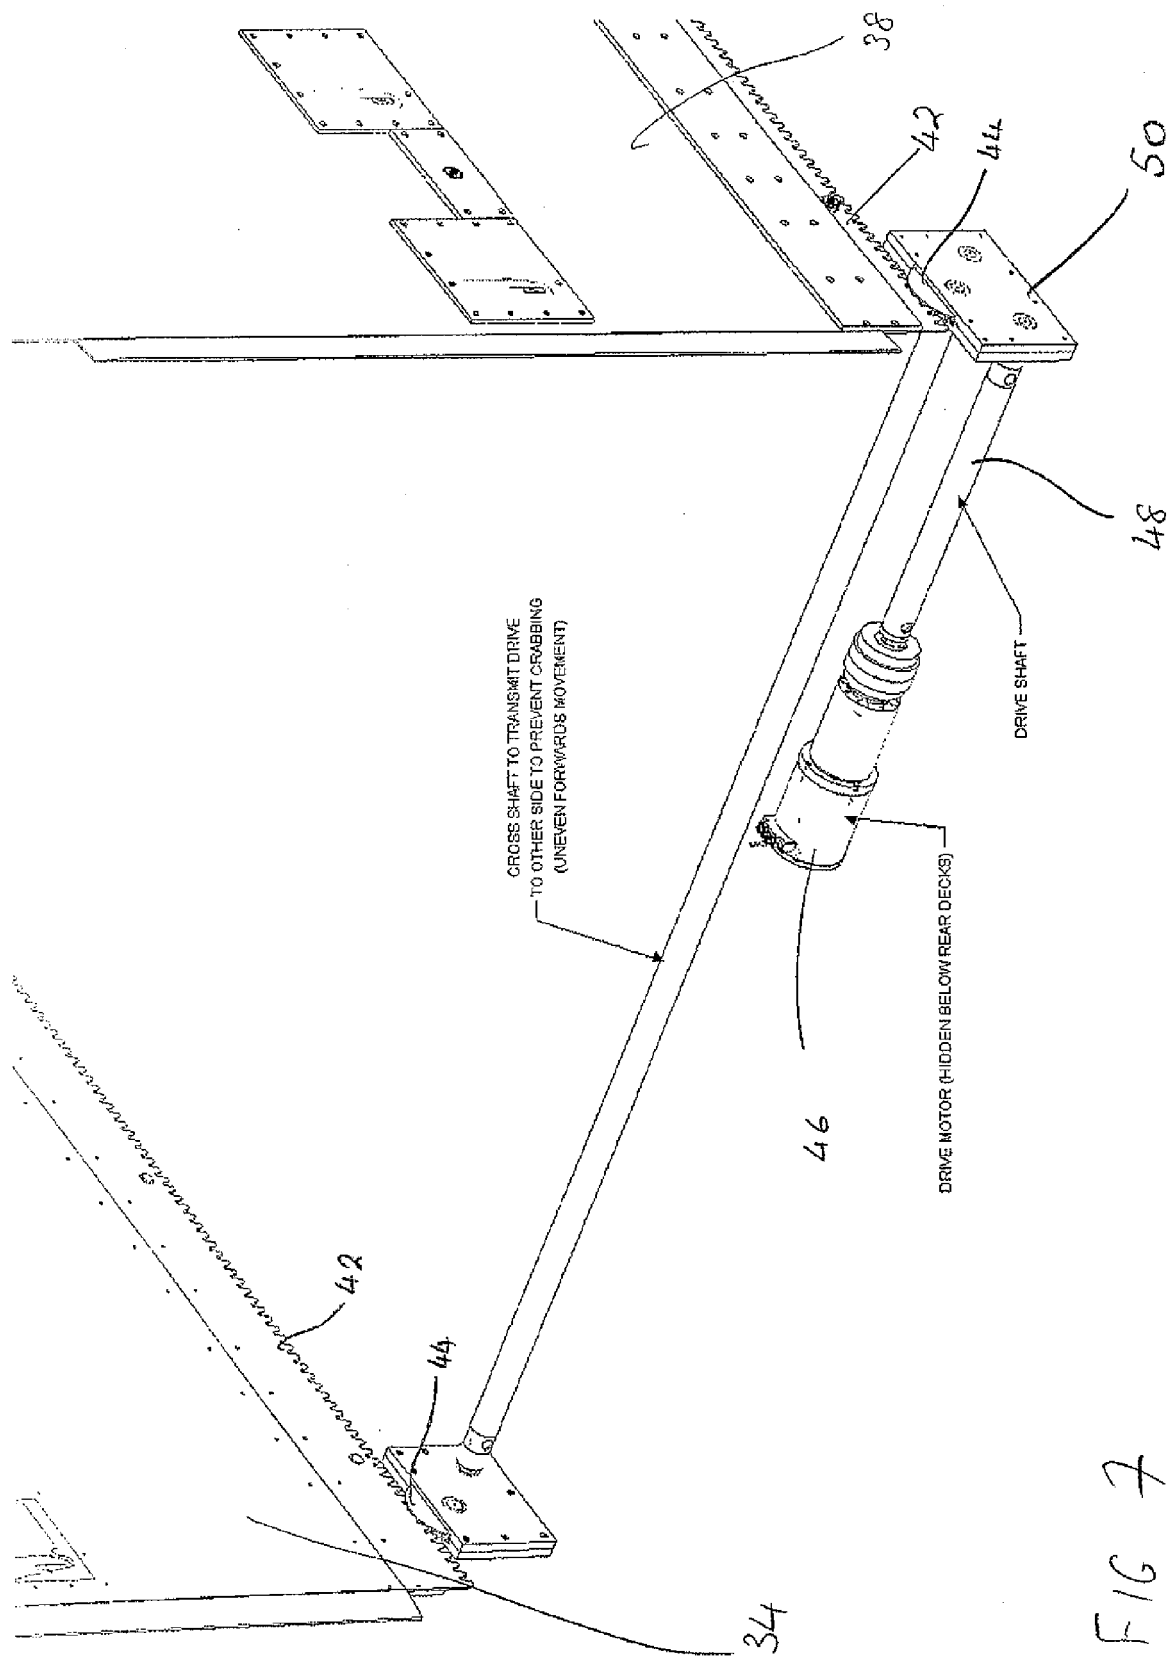 38
42
44
50
48
CROSS SHAFT TO TRANSMIT DRIVE
TO OTHER SIDE TO PREVENT CRABBING
(UNEVEN FORWARDS MOVEMENT)
DRIVE SHAFT
DRIVE MOTOR (HIDDEN BELOW REAR DECKS)
46
42
44
34
FIG 7